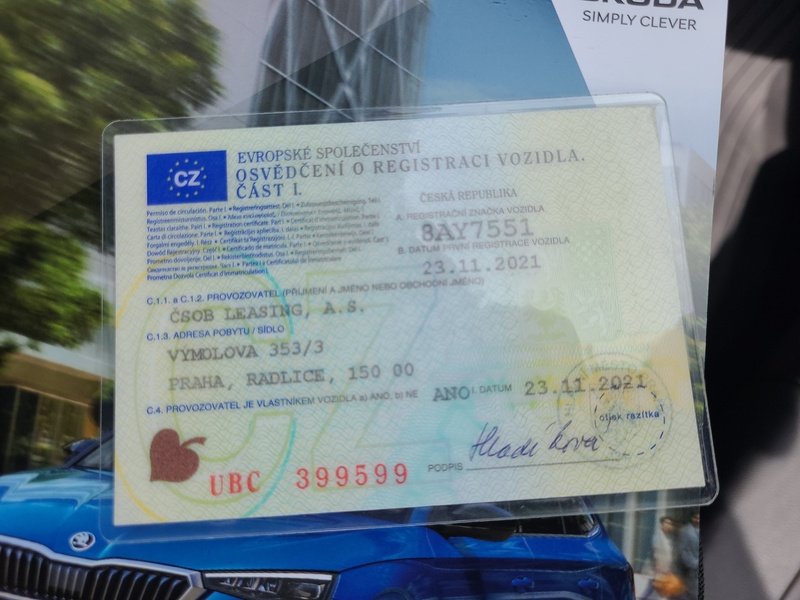 ŠKODA
SIMPLY CLEVER
CZ
EVROPSKÉ SPOLEČENSTVÍ
OSVĚDČENÍ O REGISTRACI VOZIDLA.
ČÁST I.
ČESKÁ REPUBLIKA
A. REGISTRAČNÍ ZNAČKA VOZIDLA
8AY7551
B. DATUM PRVNÍ REGISTRACE VOZIDLA
23.11.2021
C.1.1. a C.1.2. PROVOZOVATEL (PŘÍJMENÍ A JMÉNO NEBO OBCHODNÍ JMÉNO)
ČSOB LEASING, A.S.
C.1.3. ADRESA POBYTU / SÍDLO
VYMOLOVA 353/3
PRAHA, RADLICE, 150 00
C.4. PROVOZOVATEL JE VLASTNÍKEM VOZIDLA a) ANO, b) NE
ANO
I. DATUM 23.11.2021
otisk razítka
PODPIS
UBC 399599